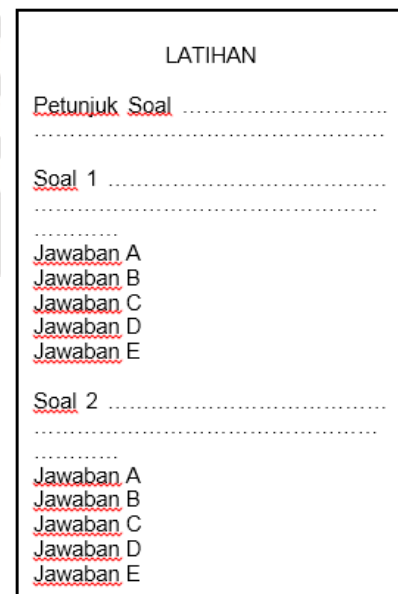 LATIHAN
Petunjuk Soal ................................
................................................
Soal 1 ..........................................
................................................
............
Jawaban A
Jawaban B
Jawaban C
Jawaban D
Jawaban E
Soal 2 ..........................................
................................................
............
Jawaban A
Jawaban B
Jawaban C
Jawaban D
Jawaban E